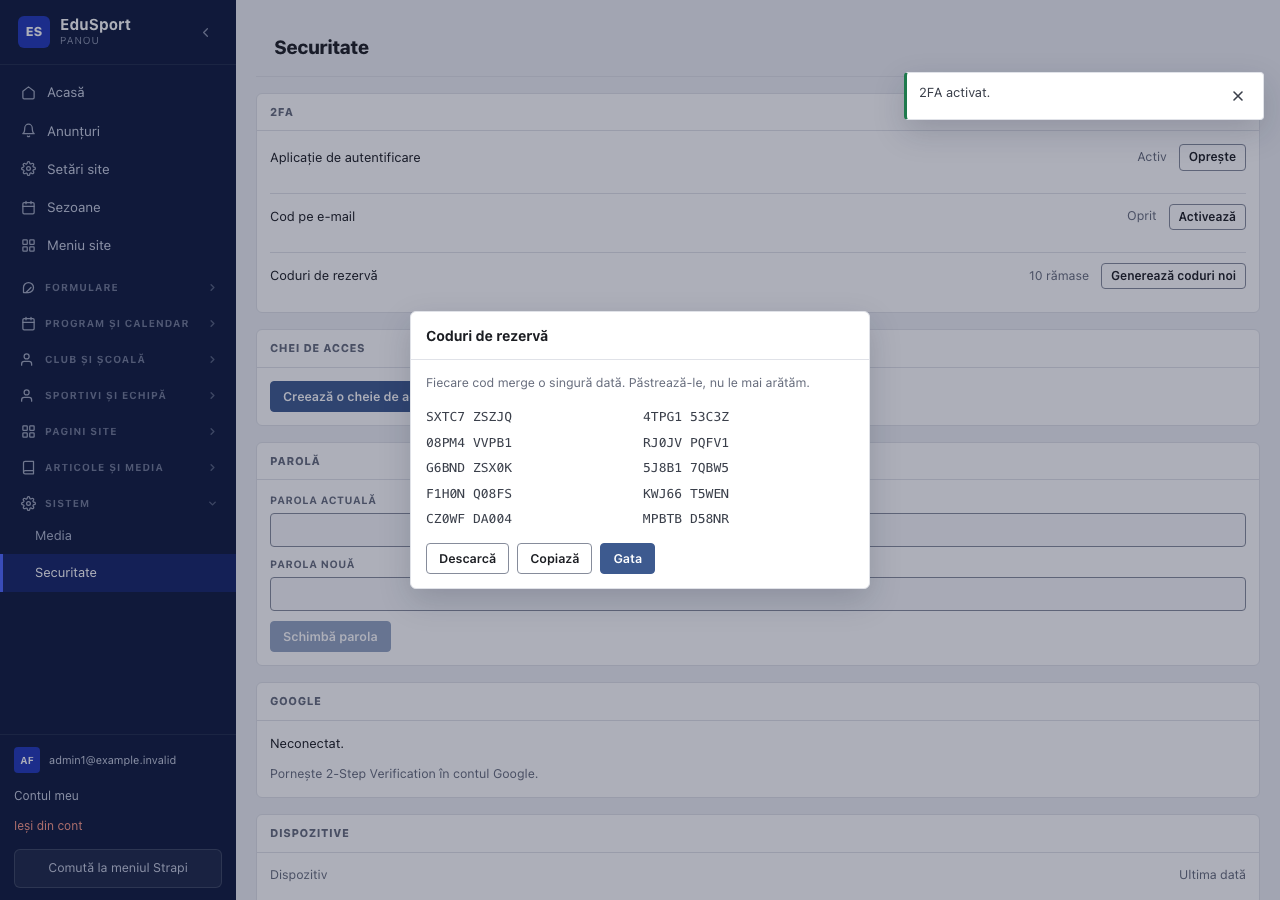 ES
EduSport
PANOU
Acasă
Anunțuri
Setări site
Sezoane
Meniu site
FORMULARE
PROGRAM ȘI CALENDAR
CLUB ȘI ȘCOALĂ
SPORTIVI ȘI ECHIPĂ
PAGINI SITE
ARTICOLE ȘI MEDIA
SISTEM
Media
Securitate
AF
admin1@example.invalid
Contul meu
Ieși din cont
Comută la meniul Strapi
Securitate
2FA activat.
2FA
Aplicație de autentificare
Activ
Oprește
Cod pe e-mail
Oprit
Activează
Coduri de rezervă
10 rămase
Generează coduri noi
CHEI DE ACCES
Creează o cheie de a
Coduri de rezervă
Fiecare cod merge o singură dată. Păstrează-le, nu le mai arătăm.
SXTC7 ZSZJQ
4TPG1 53C3Z
08PM4 VVPB1
RJ0JV PQFV1
G6BND ZSX0K
5J8B1 7QBW5
F1H0N Q08FS
KWJ66 T5WEN
CZ0WF DA004
MPBTB D58NR
Descarcă
Copiază
Gata
PAROLĂ
PAROLA ACTUALĂ
PAROLA NOUĂ
Schimbă parola
GOOGLE
Neconectat.
Pornește 2-Step Verification în contul Google.
DISPOZITIVE
Dispozitiv
Ultima dată